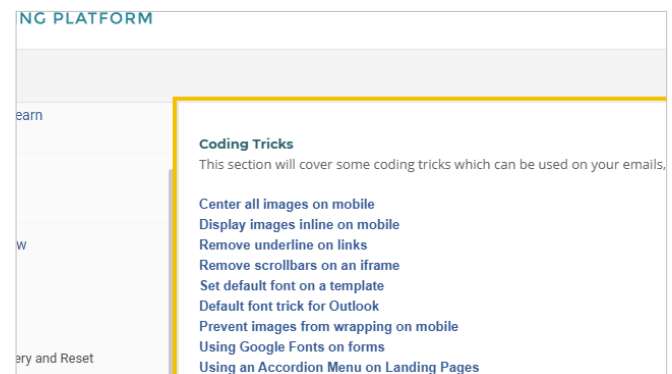 NG PLATFORM
earn
w
ery and Reset
Coding Tricks
This section will cover some coding tricks which can be used on your emails,
Center all images on mobile
Display images inline on mobile
Remove underline on links
Remove scrollbars on an iframe
Set default font on a template
Default font trick for Outlook
Prevent images from wrapping on mobile
Using Google Fonts on forms
Using an Accordion Menu on Landing Pages